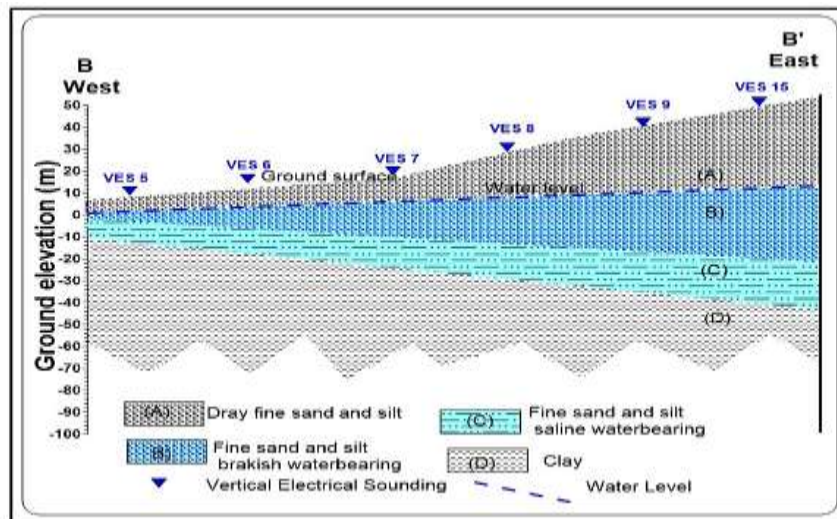 B
West
B'
East
VES 5
VES 6
VES 7
VES 8
VES 9
VES 15
Ground surface
Water level
(A)
B)
(C)
(D)
Ground elevation (m)
50
40
30
20
10
0
-10
-20
-30
-40
-50
-60
-70
-80
-90
-100
(A) Dray fine sand and silt
(C) Fine sand and silt
saline waterbearing
B) Fine sand and silt
brakish waterbearing
(D) Clay
Vertical Electrical Sounding
Water Level